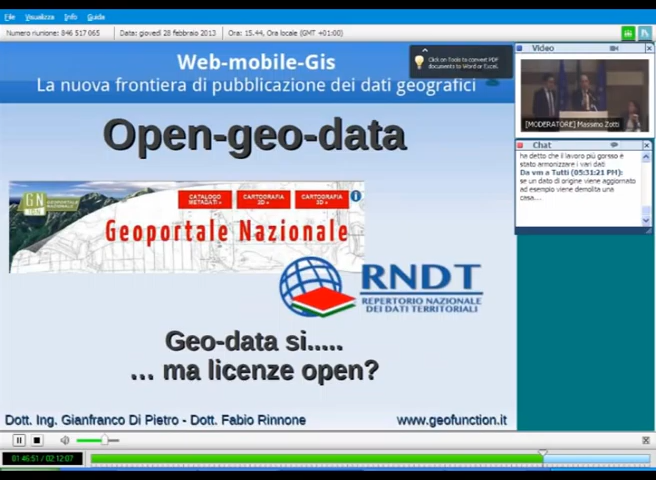 File Visualizza Info Guida
Numero riunione: 846 517 065 Data: giovedì 28 febbraio 2013 Ora: 15.44, Ora locale (GMT +01:00)
Web-mobile-Gis
La nuova frontiera di pubblicazione dei dati geografici
Click on Tools to convert PDF
documents to Word or Excel.
Open-geo-data
GN
GEOPORTALE
NAZIONALE
CATALOGO
METADATI
CARTOGRAFIA
2D
CARTOGRAFIA
3D
Geoportale Nazionale
RNDT
REPERTORIO NAZIONALE
DEI DATI TERRITORIALI
Geo-data si.....
... ma licenze open?
Dott. Ing. Gianfranco Di Pietro - Dott. Fabio Rinnone www.geofunction.it
Video
[MODERATORE] Massimo Zotti
Chat
ha detto che il lavoro più gorsso è
stato armonizzare i vari dati
Da vm a Tutti (05:31:21 PM):
se un dato di origine viene aggiornato
ad esempio viene demolita una
casa...
01:46:51 / 02:12:07